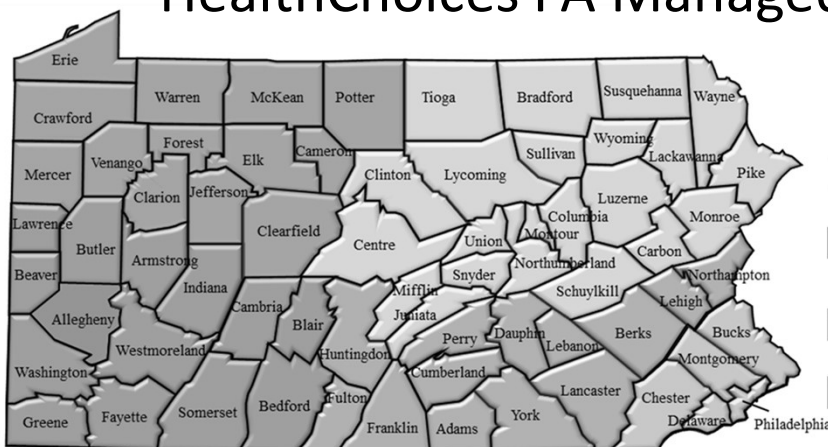 HealthChoices PA Managed
Erie
Warren
McKean
Potter
Tioga
Bradford
Susquehanna
Wayne
Crawford
Forest
Wyoming
Mercer
Venango
Elk
Cameron
Clinton
Lycoming
Sullivan
Lackawanna
Pike
Clarion
Jefferson
Luzerne
Lawrence
Clearfield
Centre
Columbia
Monroe
Butler
Union
Montour
Carbon
Beaver
Armstrong
Indiana
Snyder
Northumberland
Northampton
Allegheny
Cambria
Blair
Mifflin
Schuylkill
Lehigh
Juniata
Westmoreland
Huntingdon
Perry
Dauphin
Lebanon
Berks
Bucks
Washington
Cumberland
Montgomery
Greene
Fayette
Somerset
Bedford
Fulton
Franklin
Adams
York
Lancaster
Chester
Delaware
Philadelphia